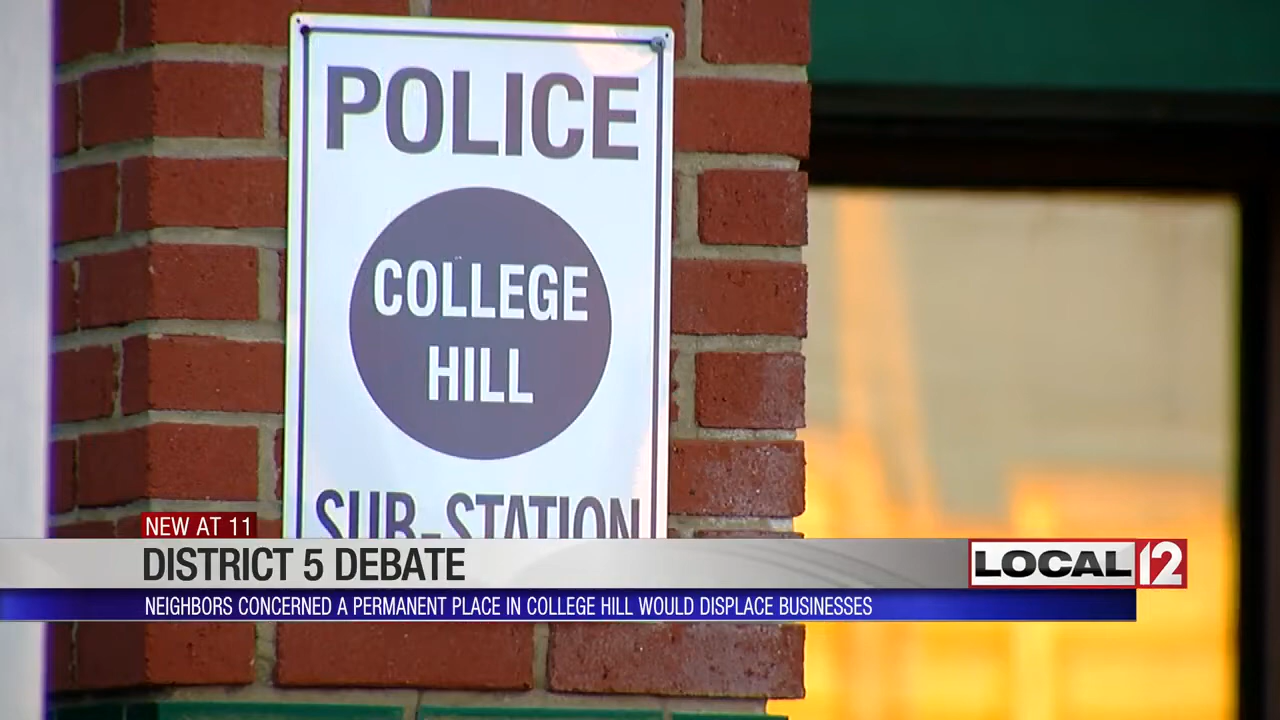 POLICE
COLLEGE
HILL
SUB-STATION
NEW AT 11
DISTRICT 5 DEBATE
LOCAL 12
NEIGHBORS CONCERNED A PERMANENT PLACE IN COLLEGE HILL WOULD DISPLACE BUSINESSES